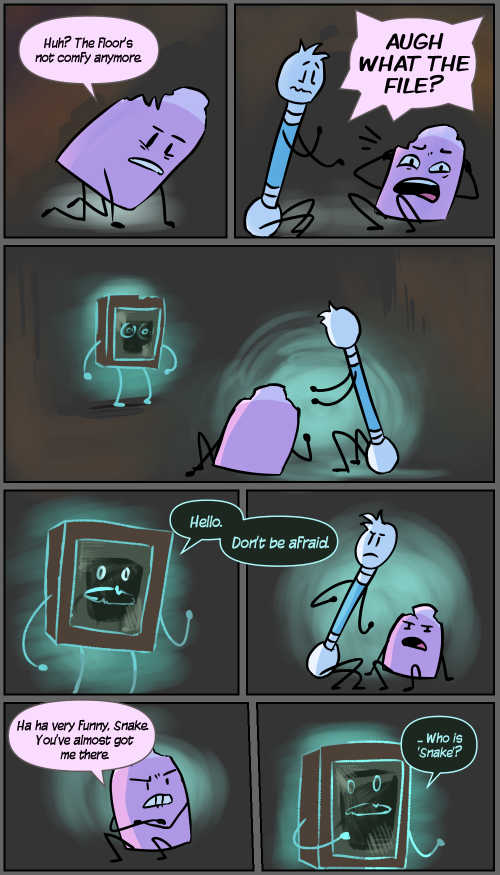 Huh? The floor's
not comfy anymore.
AUGH
WHAT THE
FILE?
Hello.
Don't be afraid.
Ha ha very funny, Snake.
You've almost got
me there.
... Who is
'Snake'?